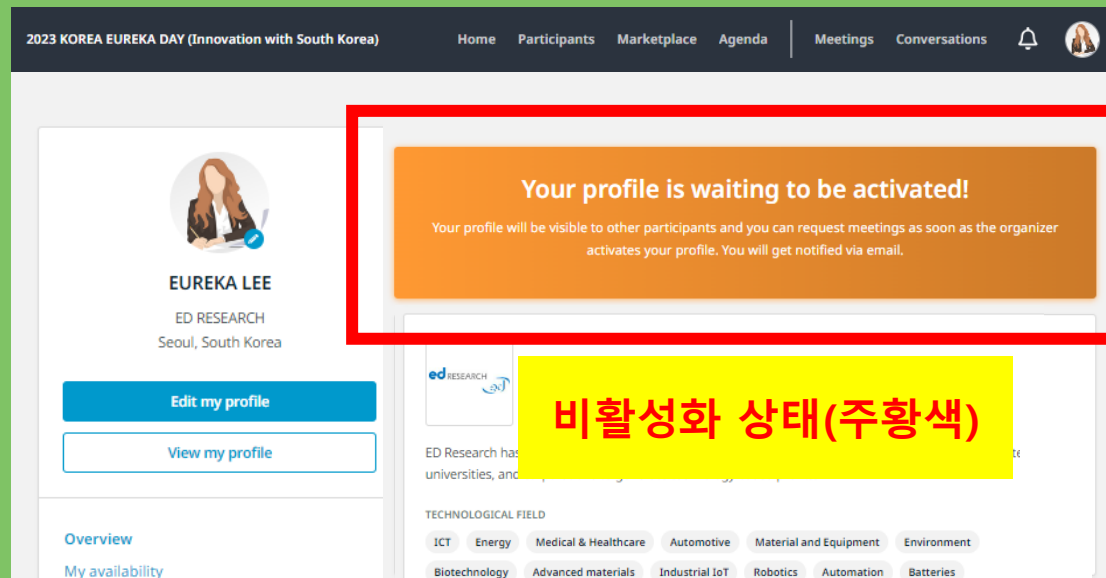 2023 KOREA EUREKA DAY (Innovation with South Korea) Home Participants Marketplace Agenda Meetings Conversations
Your profile is waiting to be activated!
Your profile will be visible to other participants and you can request meetings as soon as the organizer
activates your profile. You will get notified via email.
EUREKA LEE
ED RESEARCH
Seoul, South Korea
Edit my profile
View my profile
Overview
My availability
ed RESEARCH
비활성화 상태(주황색)
ED Research has
universities, and
TECHNOLOGICAL FIELD
ICT Energy Medical & Healthcare Automotive Material and Equipment Environment
Biotechnology Advanced materials Industrial IoT Robotics Automation Batteries